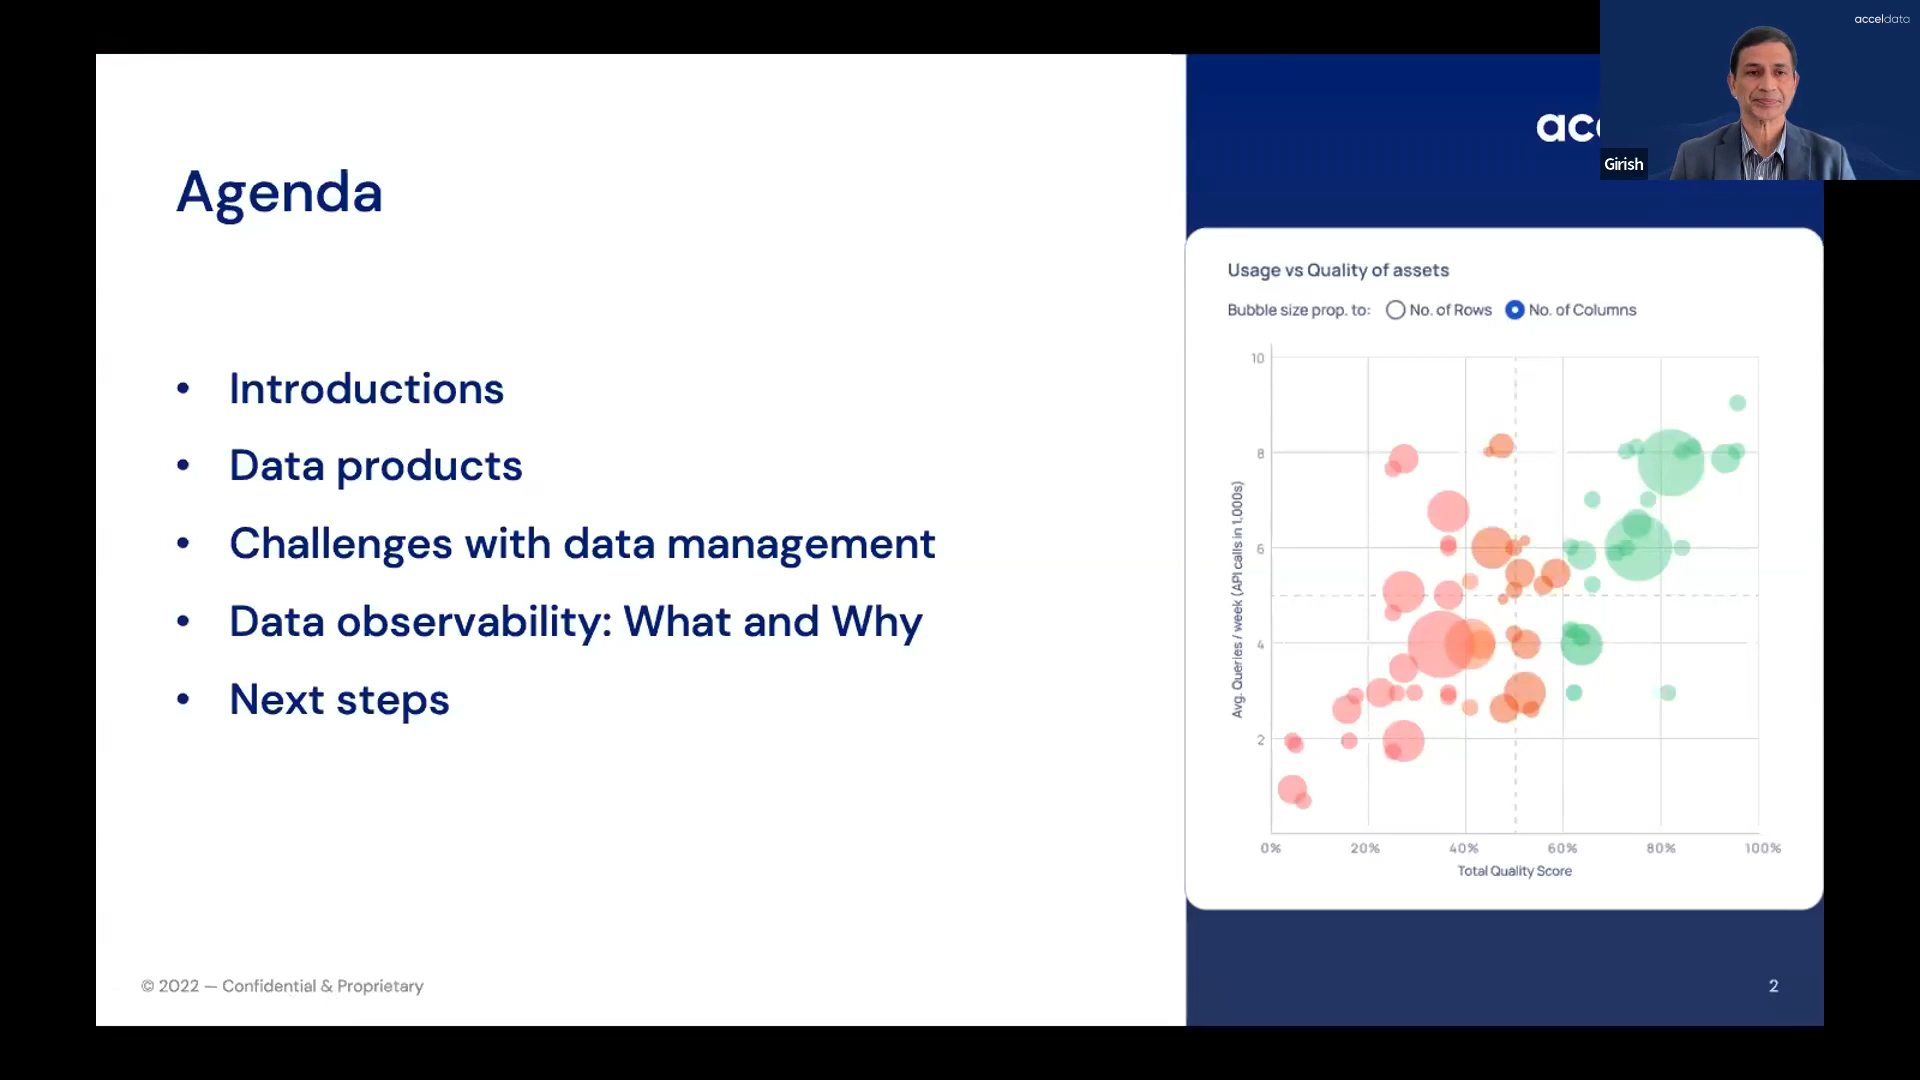 acceldata
acc
Girish
Agenda
• Introductions
• Data products
• Challenges with data management
• Data observability: What and Why
• Next steps
Usage vs Quality of assets
Bubble size prop. to: No. of Rows No. of Columns
10
8
6
4
2
Avg. Queries / week (API calls in 1,000s)
0% 20% 40% 60% 80% 100%
Total Quality Score
© 2022 — Confidential & Proprietary
2